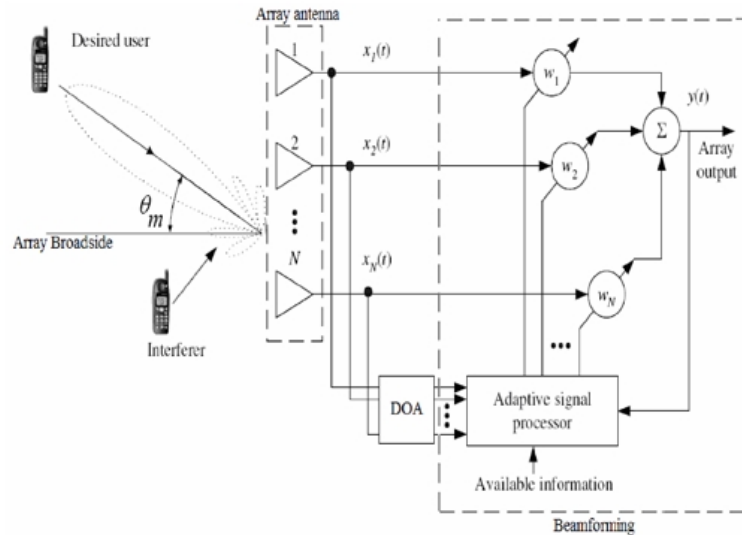 Array antenna
Desired user
1
x₁(t)
w₁
y(t)
Σ
Array
output
2
x₂(t)
w₂
θm
Array Broadside
N
xN(t)
wN
Interferer
DOA
Adaptive signal
processor
Available information
Beamforming